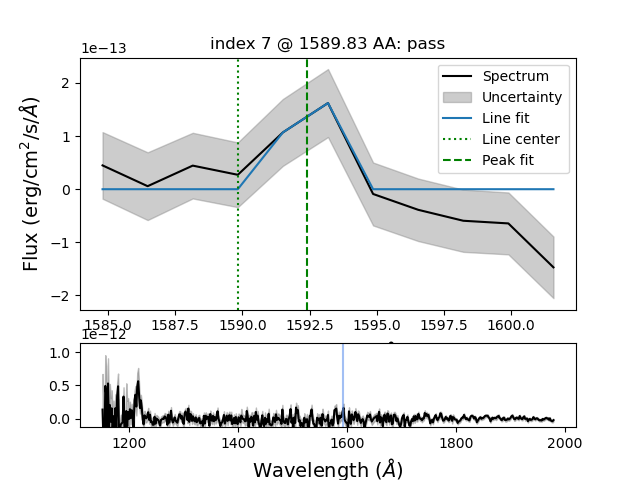 index 7 @ 1589.83 AA: pass
1e−13
Flux (erg/cm²/s/Å)
2
1
0
−1
−2
Spectrum
Uncertainty
Line fit
Line center
Peak fit
1585.0 1587.5 1590.0 1592.5 1595.0 1597.5 1600.0
1e−12
1.0
0.5
0.0
1200 1400 1600 1800 2000
Wavelength (Å)